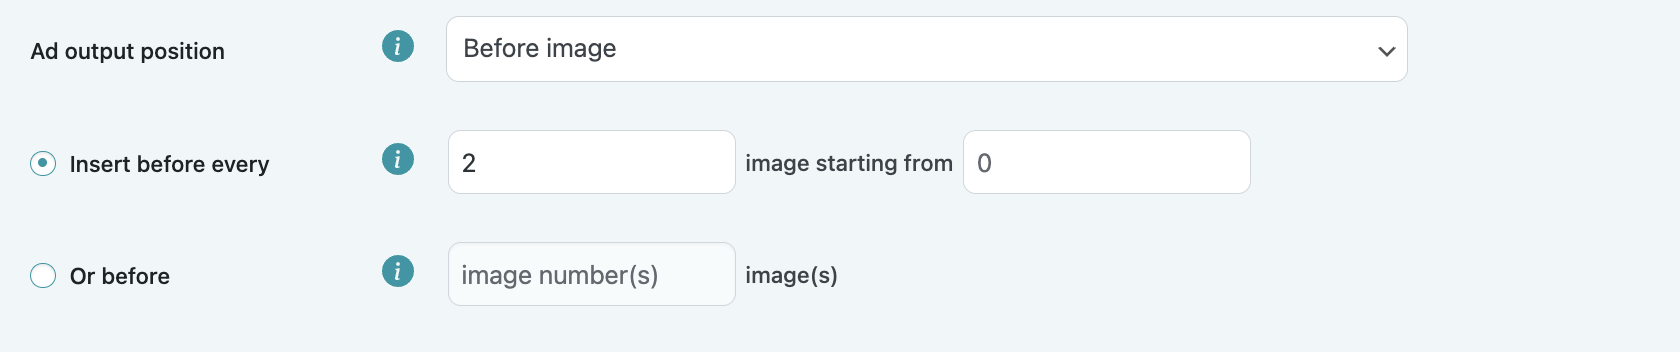 Ad output position i Before image
Insert before every i 2 image starting from 0
Or before i image number(s) image(s)